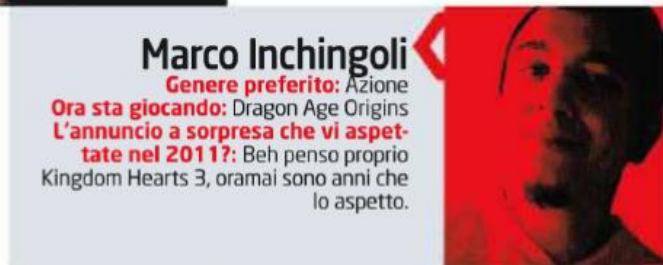 Marco Inchingoli
Genere preferito: Azione
Ora sta giocando: Dragon Age Origins
L'annuncio a sorpresa che vi aspet-
tate nel 2011?: Beh penso proprio
Kingdom Hearts 3, oramai sono anni che
lo aspetto.